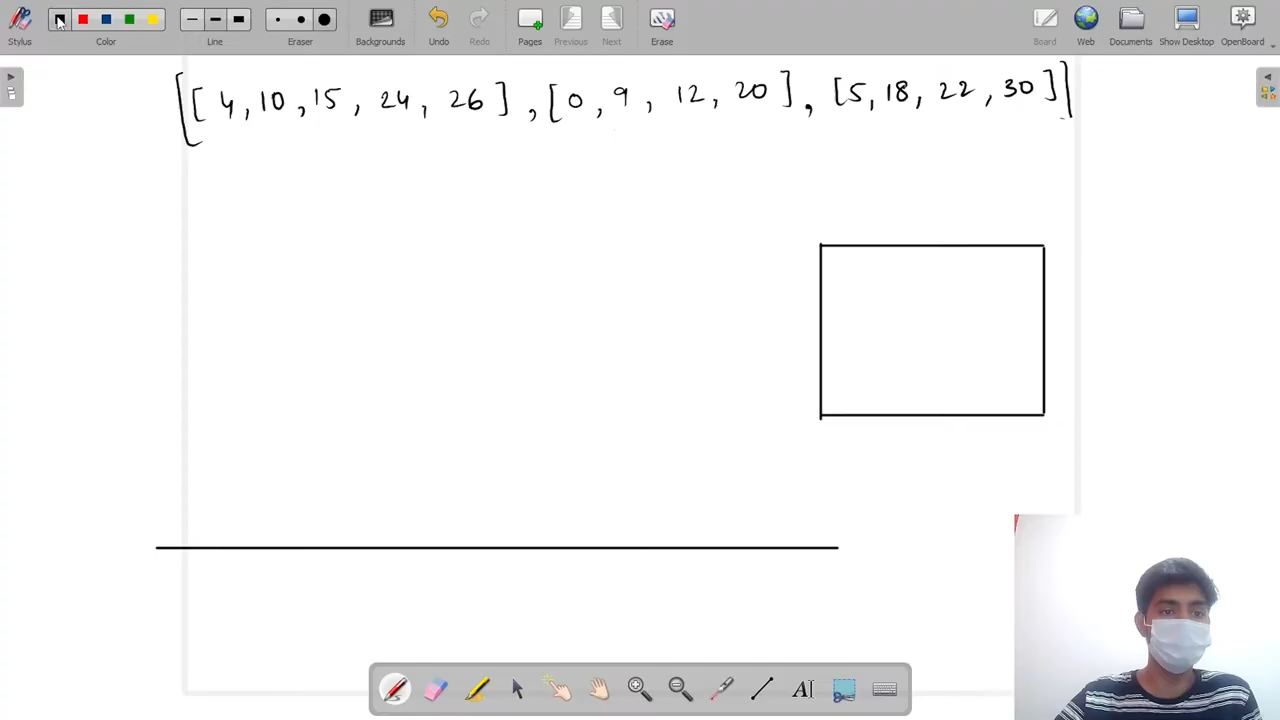 Stylus Color Line Eraser Backgrounds Undo Redo Pages Previous Next Erase Board Web Documents Show Desktop OpenBoard
[[ 4, 10, 15, 24, 26 ] , [ 0, 9, 12, 20 ] , [ 5, 18, 22, 30 ]]
AI